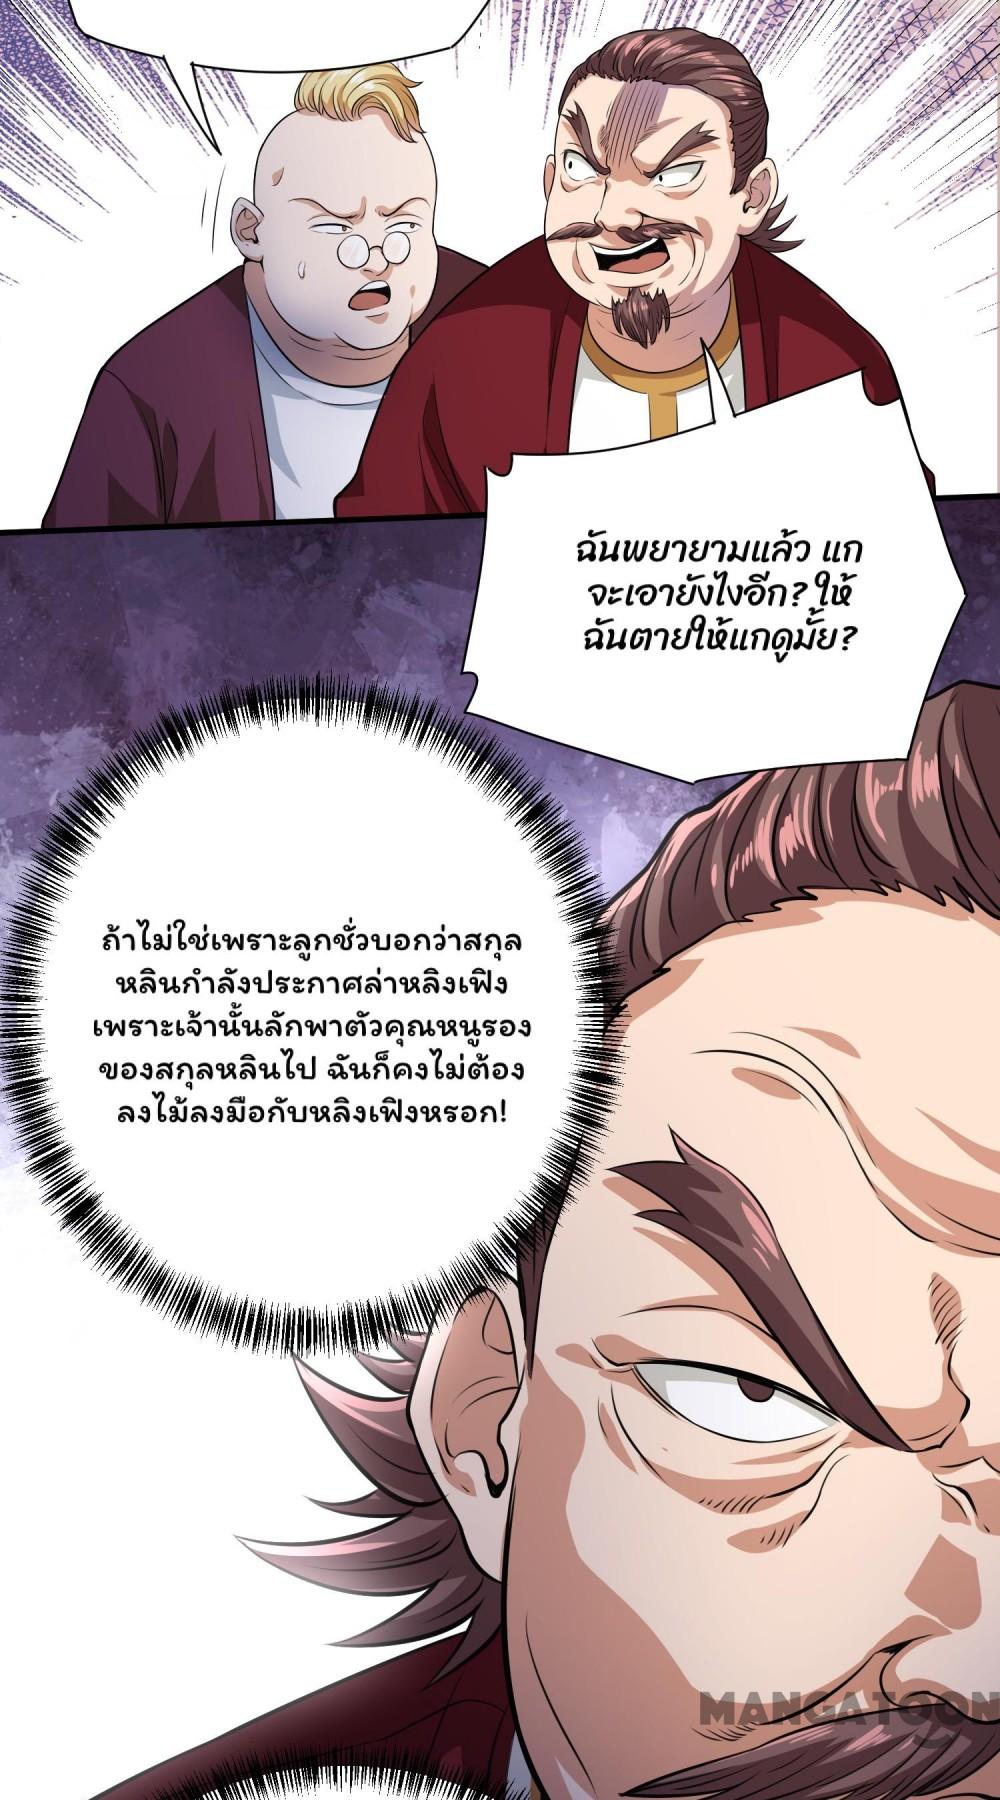 ฉันพยายามแล้ว แก
จะเอายังไงอีก? ให้
ฉันตายให้แกดูมั้ย?
ถ้าไม่ใช่เพราะลูกชั่วบอกว่าสกุล
หลินกำลังประกาศล่าหลิงเฟิง
เพราะเจ้านั้นลักพาตัวคุณหนูรอง
ของสกุลหลินไป ฉันก็คงไม่ต้อง
ลงไม้ลงมือกับหลิงเฟิงหรอก!
MANGATOON